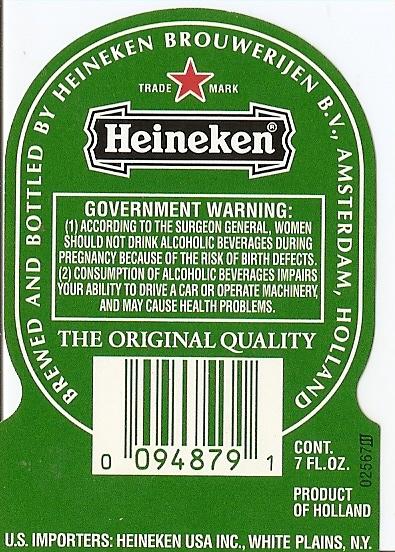 BREWED AND BOTTLED BY HEINEKEN BROUWERIJEN B.V., AMSTERDAM, HOLLAND
TRADE MARK
Heineken®
GOVERNMENT WARNING:
(1) ACCORDING TO THE SURGEON GENERAL, WOMEN
SHOULD NOT DRINK ALCOHOLIC BEVERAGES DURING
PREGNANCY BECAUSE OF THE RISK OF BIRTH DEFECTS.
(2) CONSUMPTION OF ALCOHOLIC BEVERAGES IMPAIRS
YOUR ABILITY TO DRIVE A CAR OR OPERATE MACHINERY,
AND MAY CAUSE HEALTH PROBLEMS.
THE ORIGINAL QUALITY
0 094879 1
CONT.
7 FL.OZ.
02567
PRODUCT
OF HOLLAND
U.S. IMPORTERS: HEINEKEN USA INC., WHITE PLAINS, N.Y.